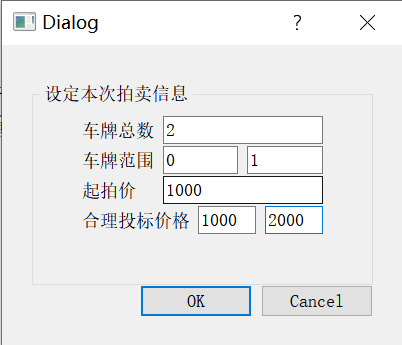 Dialog ?
设定本次拍卖信息
车牌总数 2
车牌范围 0 1
起拍价 1000
合理投标价格 1000 2000
OK Cancel